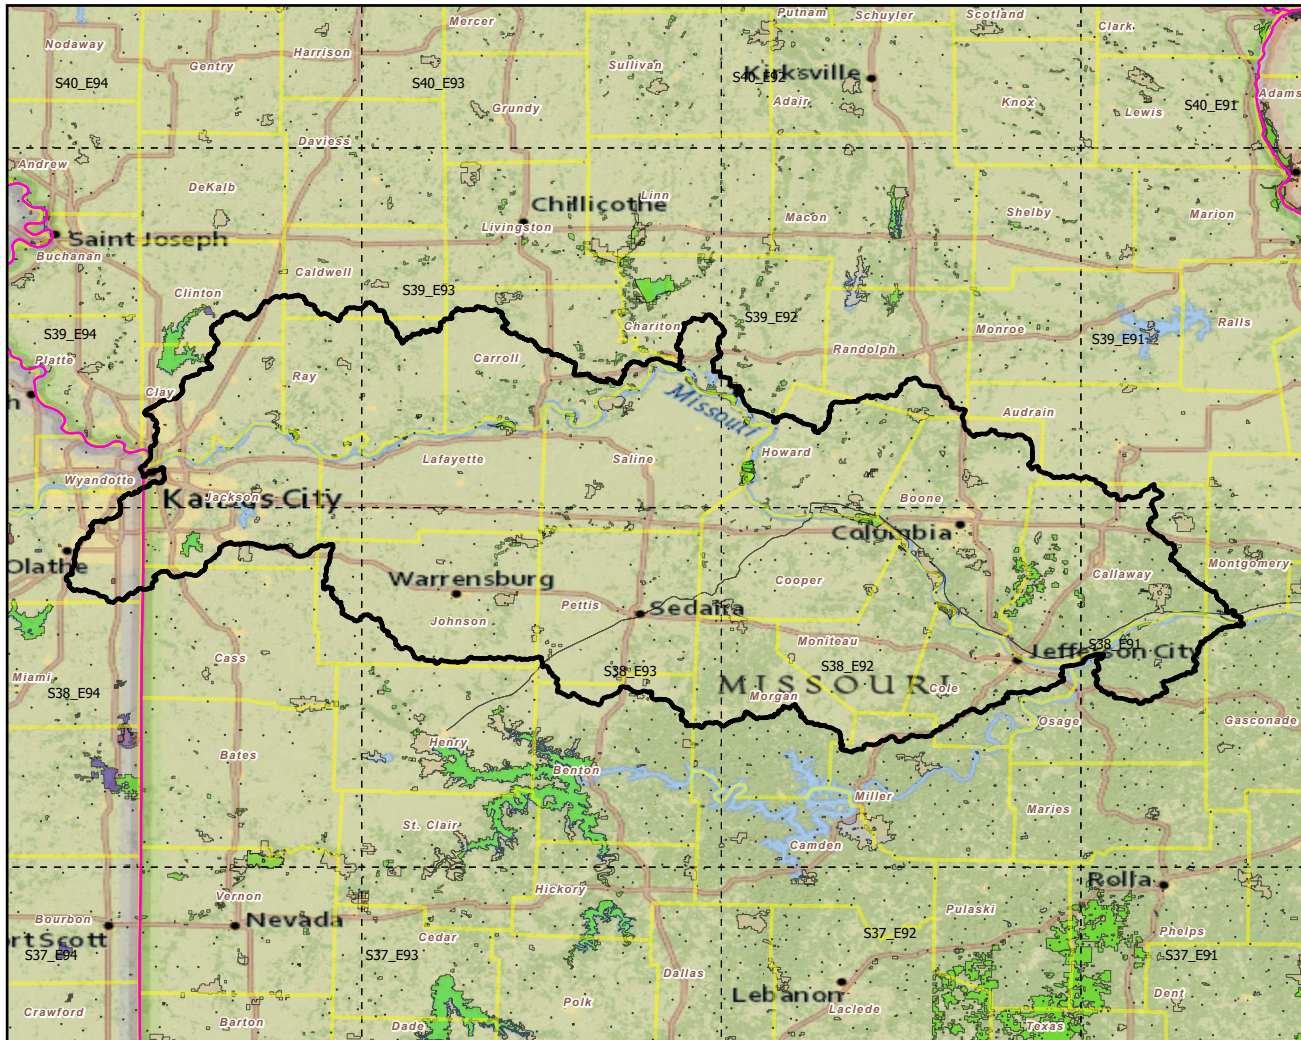 Mercer
Putnam
Schuyler
Scotland
Clark
Nodaway
Harrison
Gentry
Sullivan
S40_E94
S40_E93
S40_E92
Kirksville
S40_E91
Adams
Grundy
Adair
Knox
Lewis
Daviess
Andrew
DeKalb
Linn
Chillicothe
Livingston
Macon
Shelby
Marion
Saint Joseph
Buchanan
Caldwell
Clinton
S39_E93
S39_E92
S39_E94
Chariton
Monroe
Ralls
S39_E91
Platte
Carroll
Randolph
Ray
Clay
h
Missouri
Audrain
Lafayette
Saline
Howard
Wyandotte
Kansas City
Jackson
Boone
Columbia
Olathe
Warrensburg
Cooper
Callaway
Montgomery
Pettis
Sedalia
Johnson
Moniteau
S38_E91
Jefferson City
Cass
S38_E93
S38_E92
Miami
S38_E94
MISSOURI
Morgan
Cole
Osage
Gasconade
Henry
Bates
Benton
Miller
Maries
St. Clair
Camden
Rolla
Hickory
Vernon
Pulaski
Bourbon
Nevada
ort Scott
S37_E94
Cedar
S37_E93
S37_E92
Phelps
S37_E91
Dallas
Lebanon
Polk
Laclede
Dent
Crawford
Barton
Dade
Texas